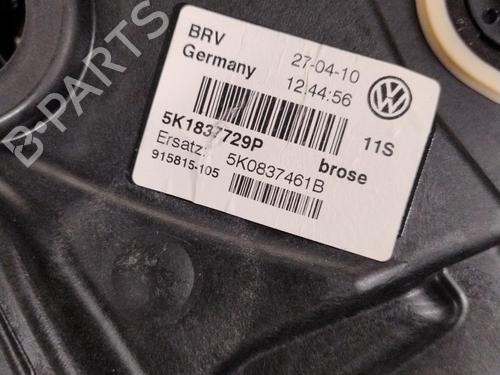 BRV
Germany
27-04-10
12:44:56
5K1837729P
11S
Ersatz:
5K0837461B
brose
915815-105
B-PARTS